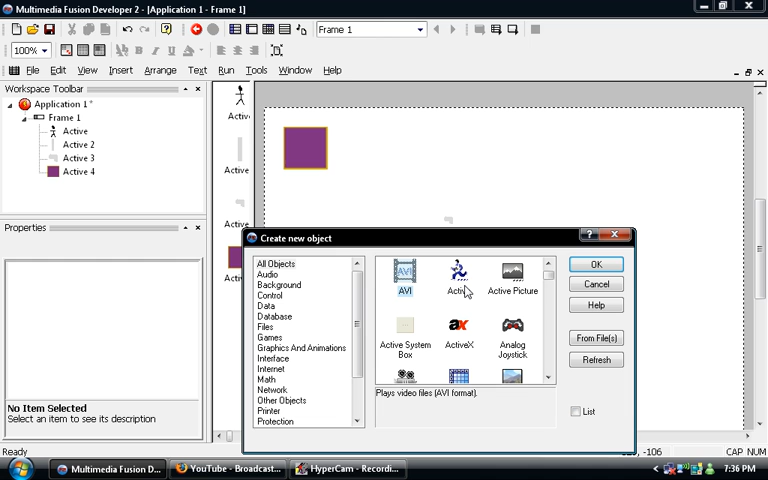 Multimedia Fusion Developer 2 - [Application 1 - Frame 1]
Frame 1
100%
File Edit View Insert Arrange Text Run Tools Window Help
Workspace Toolbar
Application 1 *
Frame 1
Active
Active 2
Active 3
Active 4
Properties
No Item Selected
Select an item to see its description
Active
Active
Create new object
All Objects
Audio
Background
Control
Data
Database
Files
Games
Graphics And Animations
Interface
Internet
Math
Network
Other Objects
Printer
Protection
AVI
Active Picture
Active System Box
ActiveX
Analog Joystick
Plays video files (AVI format).
OK
Cancel
Help
From File(s)
Refresh
List
Ready
CAP NUM
Multimedia Fusion D...
YouTube - Broadcast...
HyperCam - Recordi...
7:36 PM